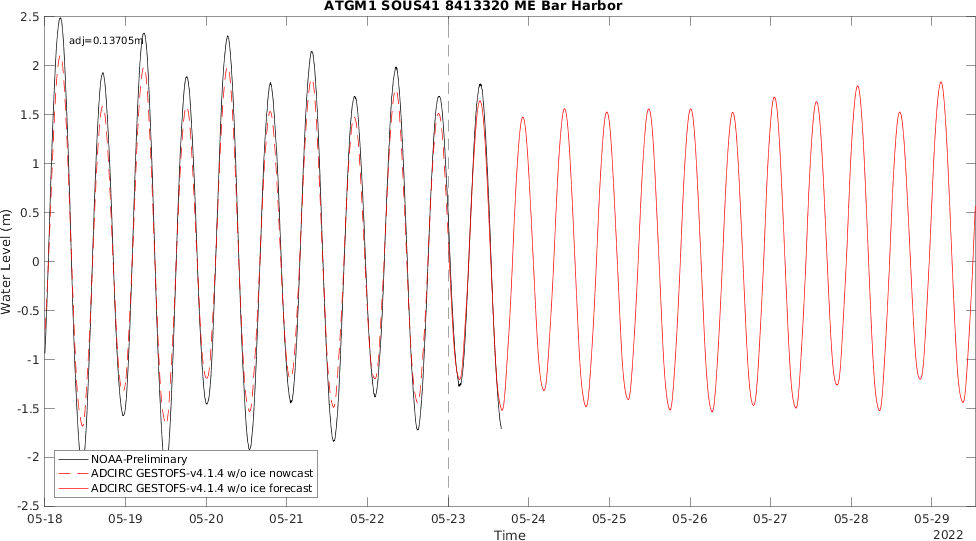 ATGM1 SOUS41 8413320 ME Bar Harbor
adj=0.13705m
2.5
2
1.5
1
0.5
0
-0.5
-1
-1.5
-2
-2.5
Water Level (m)
NOAA-Preliminary
ADCIRC GESTOFS-v4.1.4 w/o ice nowcast
ADCIRC GESTOFS-v4.1.4 w/o ice forecast
05-18 05-19 05-20 05-21 05-22 05-23 05-24 05-25 05-26 05-27 05-28 05-29
Time
2022